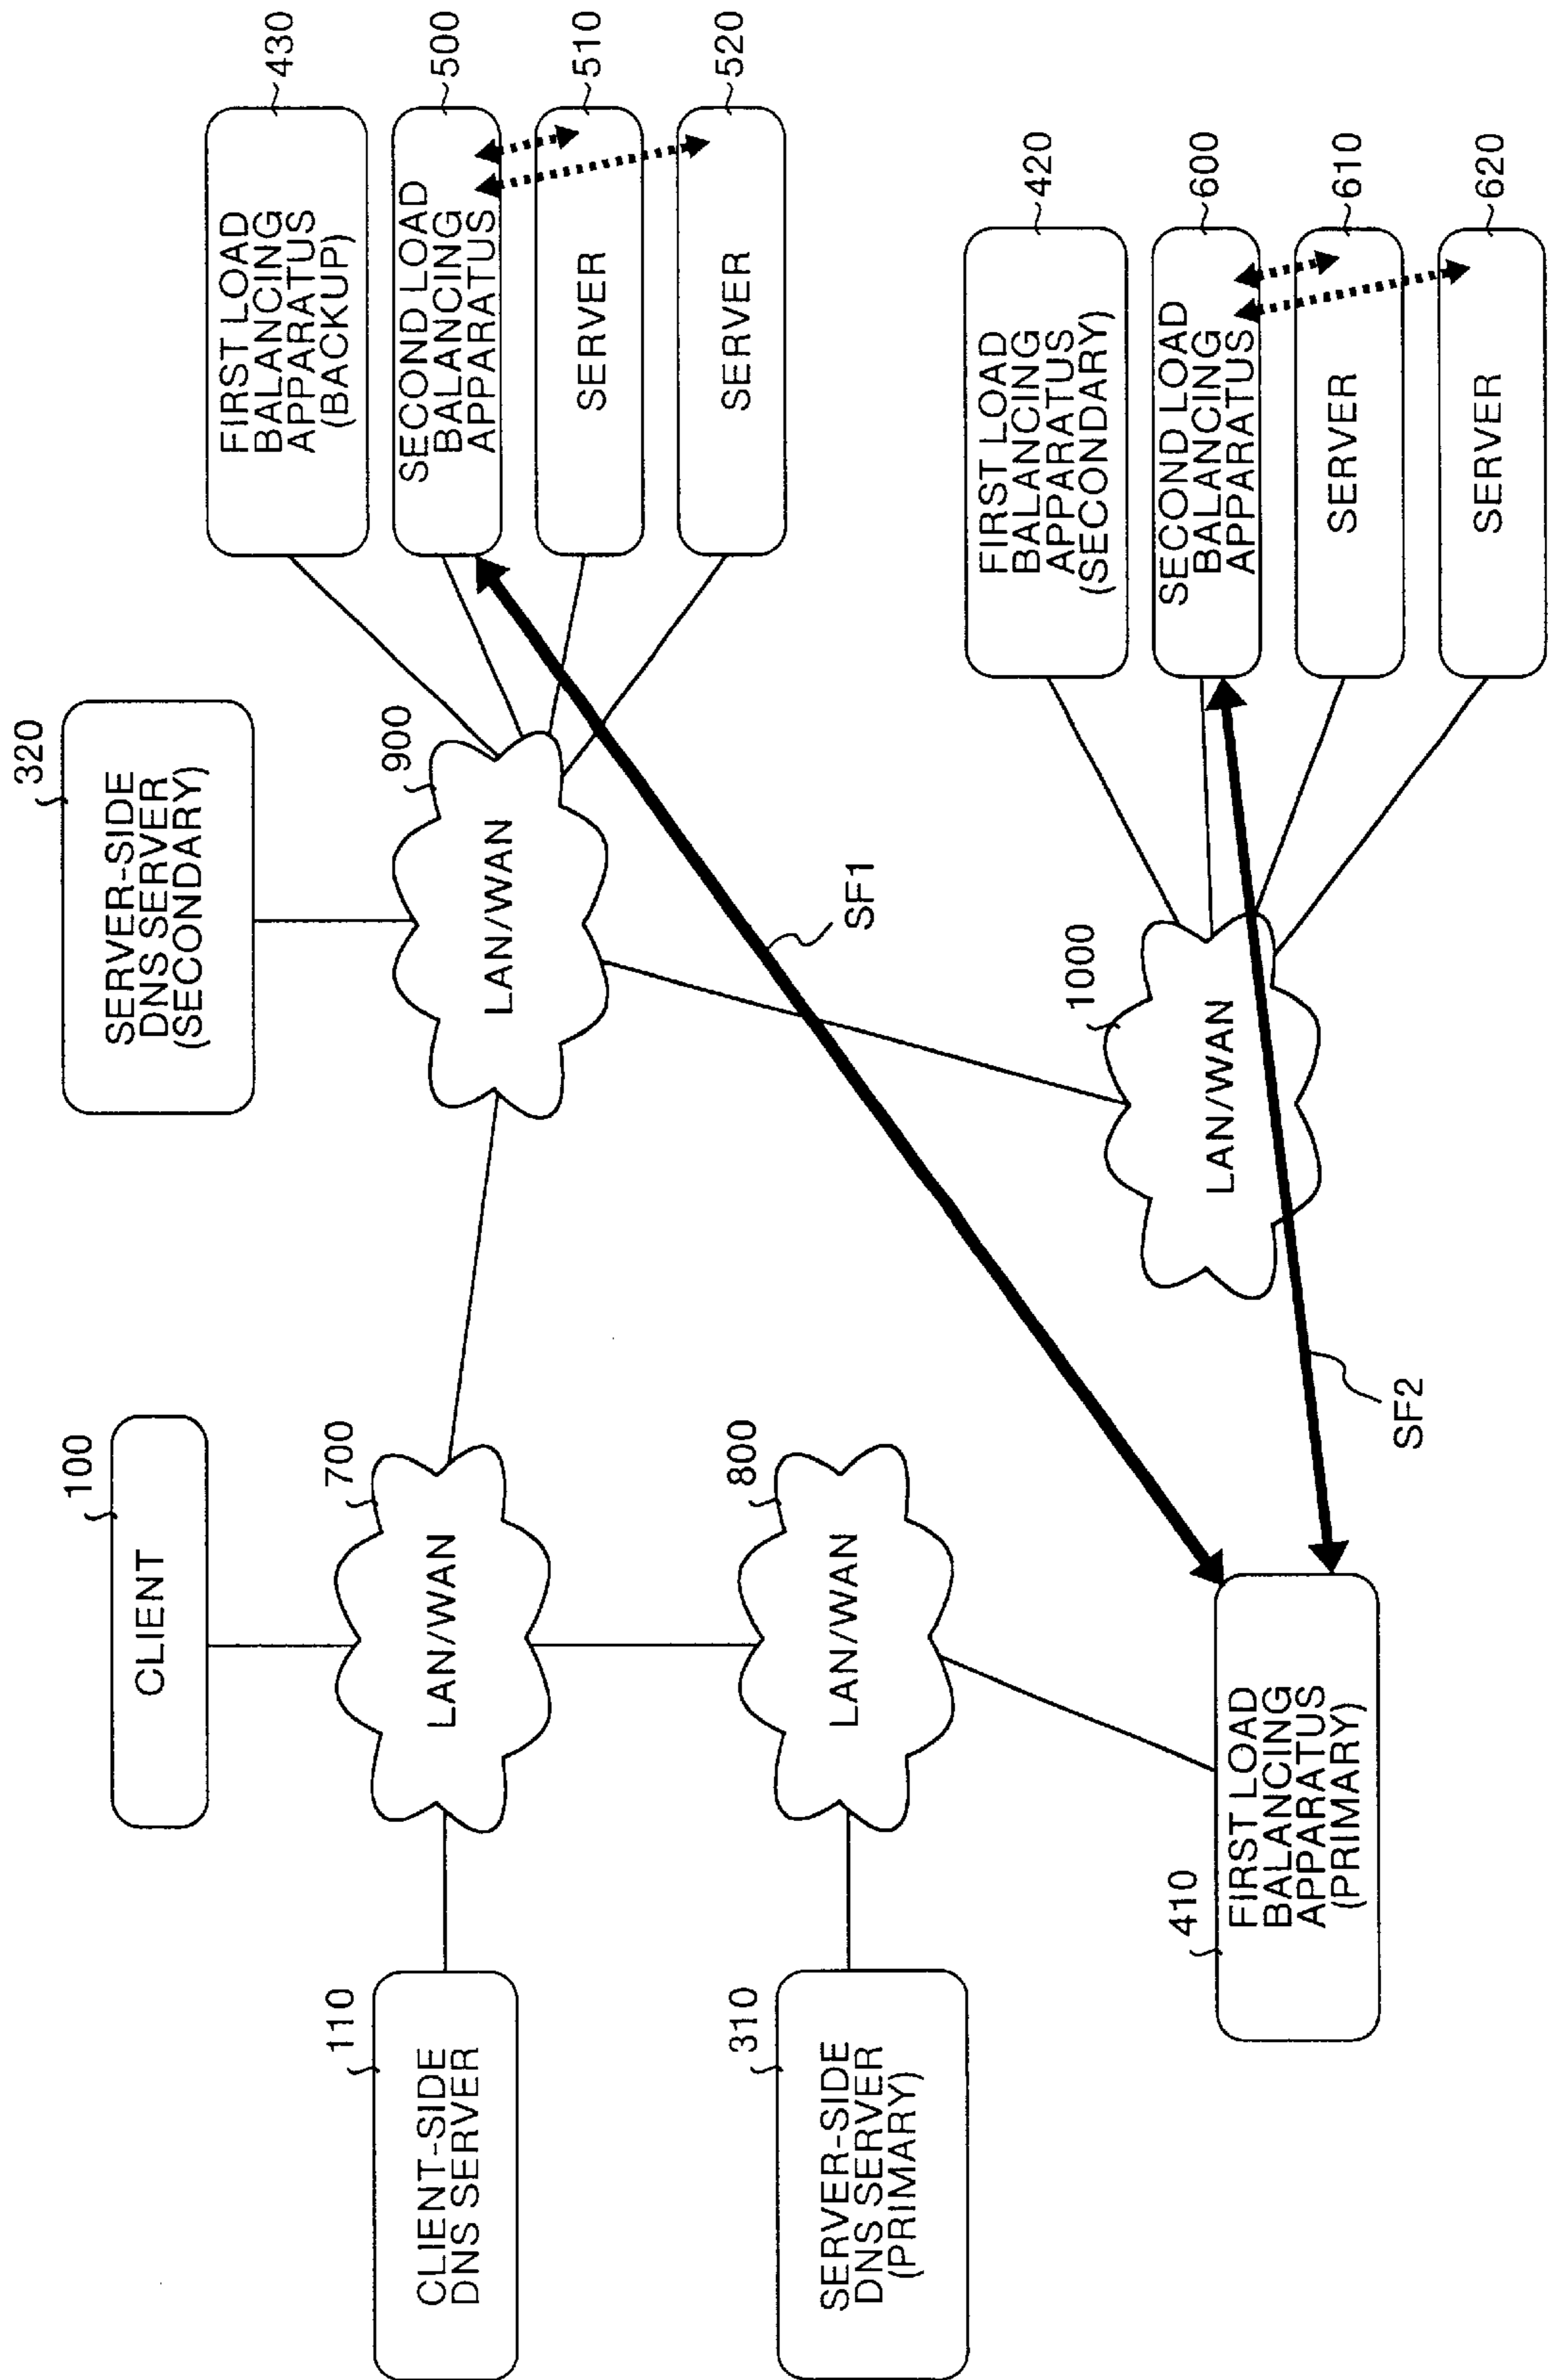 100
CLIENT
320
SERVER-SIDE
DNS SERVER
(SECONDARY)
430
FIRST LOAD
BALANCING
APPARATUS
(BACKUP)
500
SECOND LOAD
BALANCING
APPARATUS
510
SERVER
520
SERVER
110
CLIENT-SIDE
DNS SERVER
700
LAN/WAN
900
LAN/WAN
310
SERVER-SIDE
DNS SERVER
(PRIMARY)
800
LAN/WAN
SF1
420
FIRST LOAD
BALANCING
APPARATUS
(SECONDARY)
600
SECOND LOAD
BALANCING
APPARATUS
610
SERVER
620
SERVER
1000
LAN/WAN
410
FIRST LOAD
BALANCING
APPARATUS
(PRIMARY)
SF2